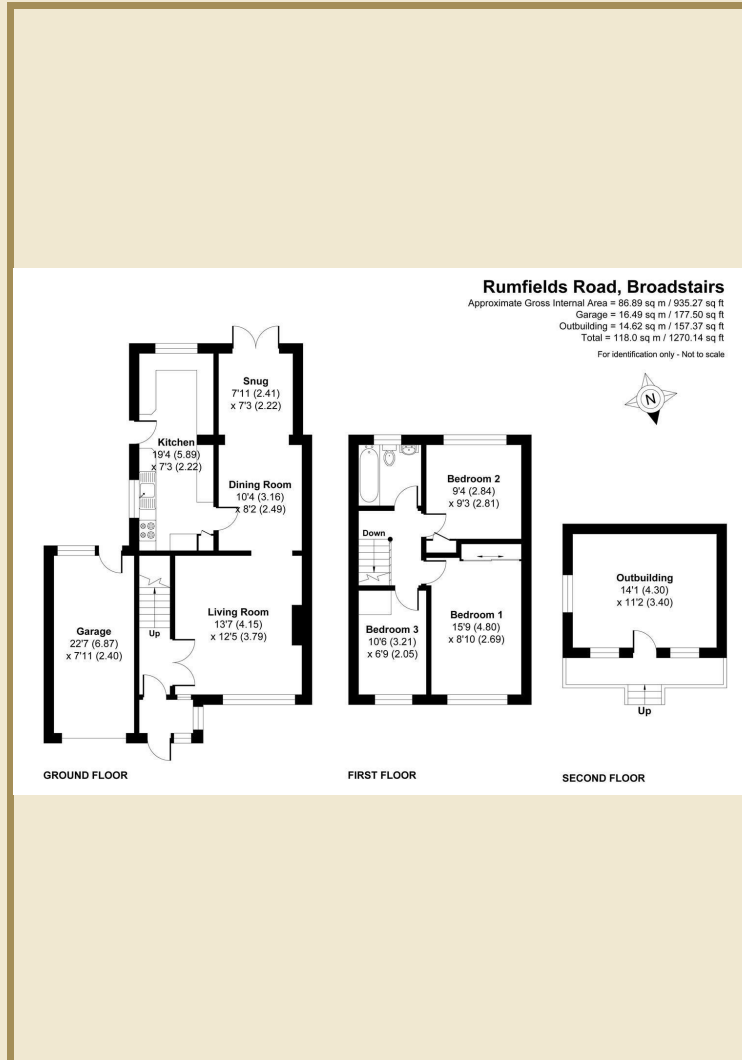 Rumfields Road, Broadstairs
Approximate Gross Internal Area = 86.89 sq m / 935.27 sq ft
Garage = 16.49 sq m / 177.50 sq ft
Outbuilding = 14.62 sq m / 157.37 sq ft
Total = 118.0 sq m / 1270.14 sq ft
For identification only - Not to scale
N
Snug
7'11 (2.41)
x 7'3 (2.22)
Kitchen
19'4 (5.89)
x 7'3 (2.22)
Dining Room
10'4 (3.16)
x 8'2 (2.49)
Living Room
13'7 (4.15)
x 12'5 (3.79)
Garage
22'7 (6.87)
x 7'11 (2.40)
Up
GROUND FLOOR
Bedroom 2
9'4 (2.84)
x 9'3 (2.81)
Down
Bedroom 1
15'9 (4.80)
x 8'10 (2.69)
Bedroom 3
10'6 (3.21)
x 6'9 (2.05)
FIRST FLOOR
Outbuilding
14'1 (4.30)
x 11'2 (3.40)
Up
SECOND FLOOR